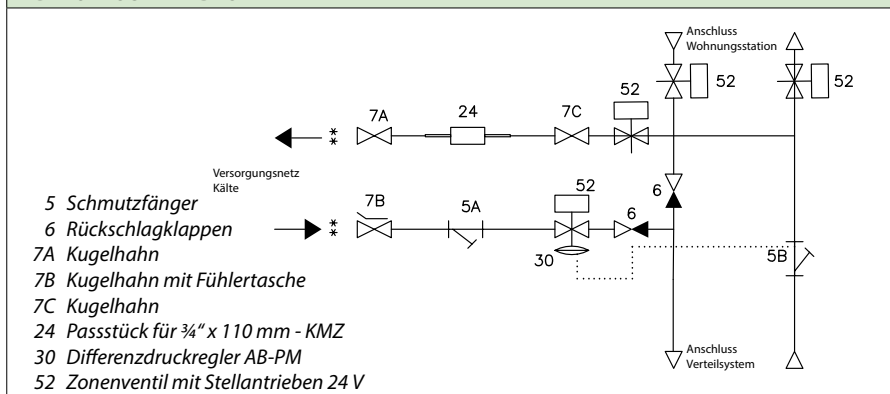 Anschluss
Wohnungsstation
52
52
7A
24
7C
52
**
Versorgungsnetz
Kälte
7B
5A
52
6
6
**
30
5B
5 Schmutzfänger
6 Rückschlagklappen
7A Kugelhahn
7B Kugelhahn mit Fühlertasche
7C Kugelhahn
24 Passstück für ¾“ x 110 mm - KMZ
30 Differenzdruckregler AB-PM
52 Zonenventil mit Stellantrieben 24 V
Anschluss
Verteilsystem